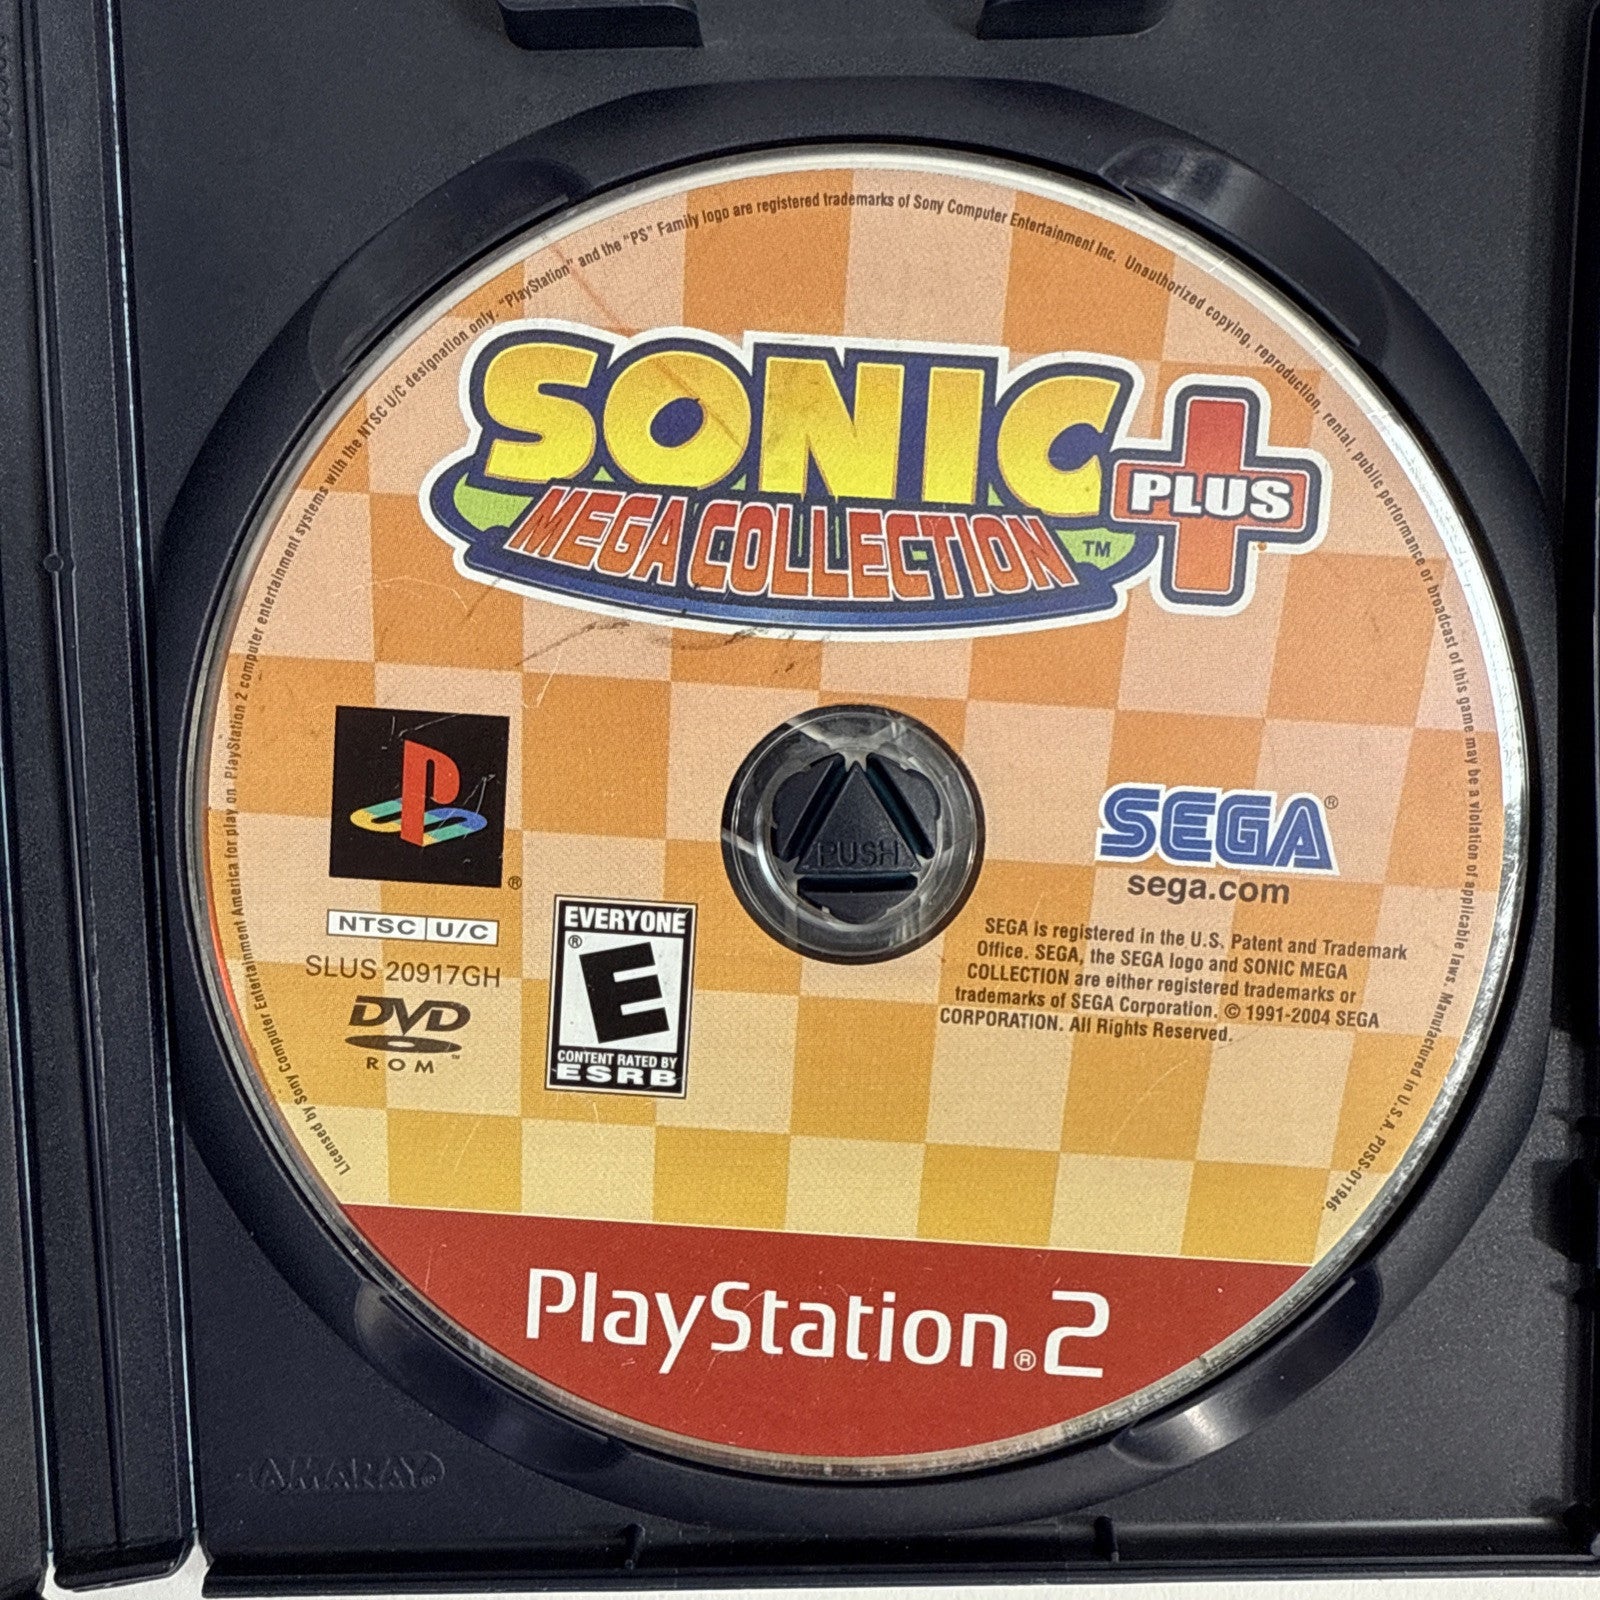 Licensed by Sony Computer Entertainment America for play on PlayStation 2 computer entertainment systems with the NTSC U/C designation only. "PlayStation" and the "PS" Family logo are registered trademarks of Sony Computer Entertainment Inc. Unauthorized copying, reproduction, rental, public performance or broadcast of this game may be a violation of applicable laws. Manufactured in U.S.A. PDSS-011946.
SONIC
MEGA COLLECTION ™
PLUS
®
NTSC U/C
SLUS 20917GH
DVD
ROM ™
EVERYONE
®
E
CONTENT RATED BY
ESRB
PUSH
SEGA®
sega.com
SEGA is registered in the U.S. Patent and Trademark
Office. SEGA, the SEGA logo and SONIC MEGA
COLLECTION are either registered trademarks or
trademarks of SEGA Corporation. © 1991-2004 SEGA
CORPORATION. All Rights Reserved.
PlayStation®2
AMARAY®